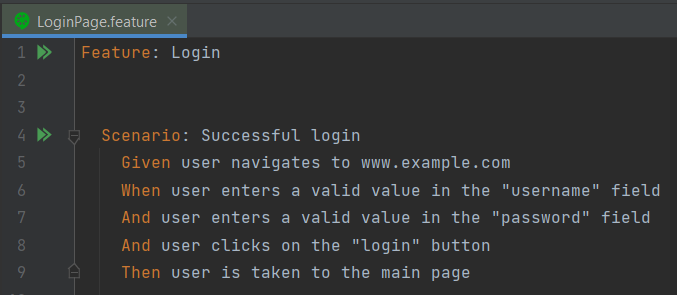 LoginPage.feature
1 Feature: Login
2
3
4 Scenario: Successful login
5 Given user navigates to www.example.com
6 When user enters a valid value in the "username" field
7 And user enters a valid value in the "password" field
8 And user clicks on the "login" button
9 Then user is taken to the main page